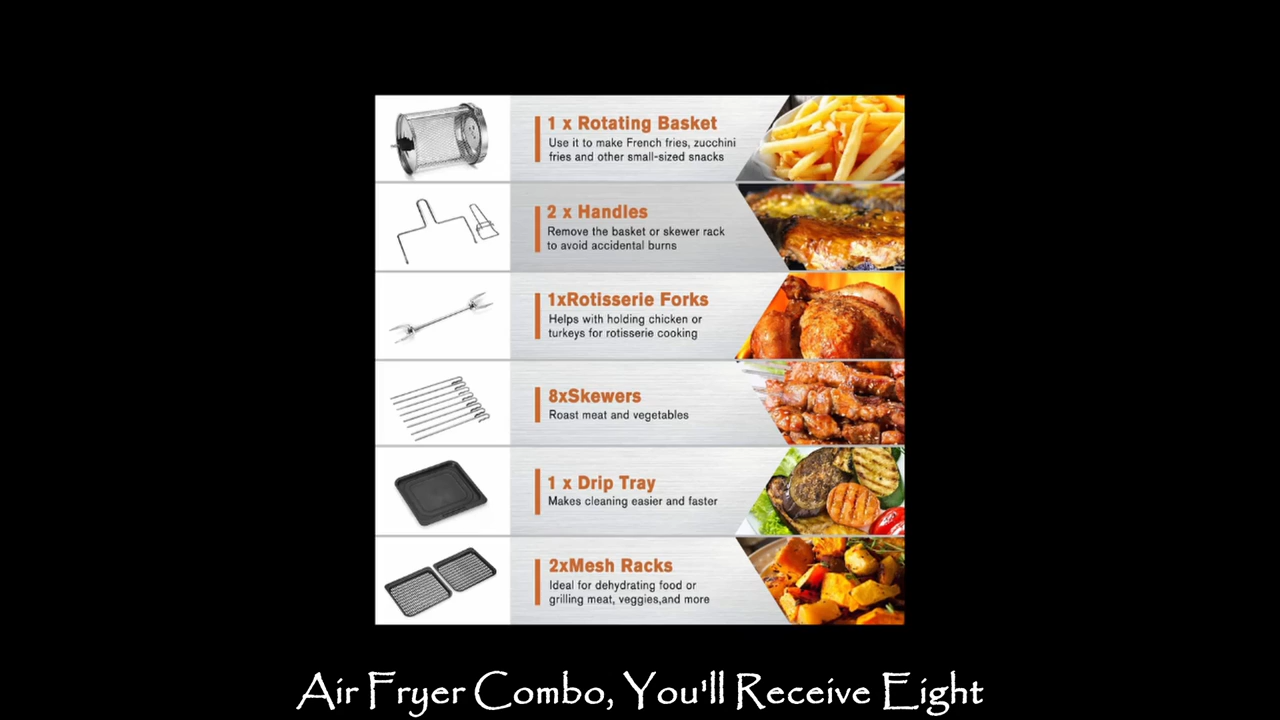 1 x Rotating Basket
Use it to make French fries, zucchini
fries and other small-sized snacks
2 x Handles
Remove the basket or skewer rack
to avoid accidental burns
1xRotisserie Forks
Helps with holding chicken or
turkeys for rotisserie cooking
8xSkewers
Roast meat and vegetables
1 x Drip Tray
Makes cleaning easier and faster
2xMesh Racks
Ideal for dehydrating food or
grilling meat, veggies,and more
Air Fryer Combo, You'll Receive Eight